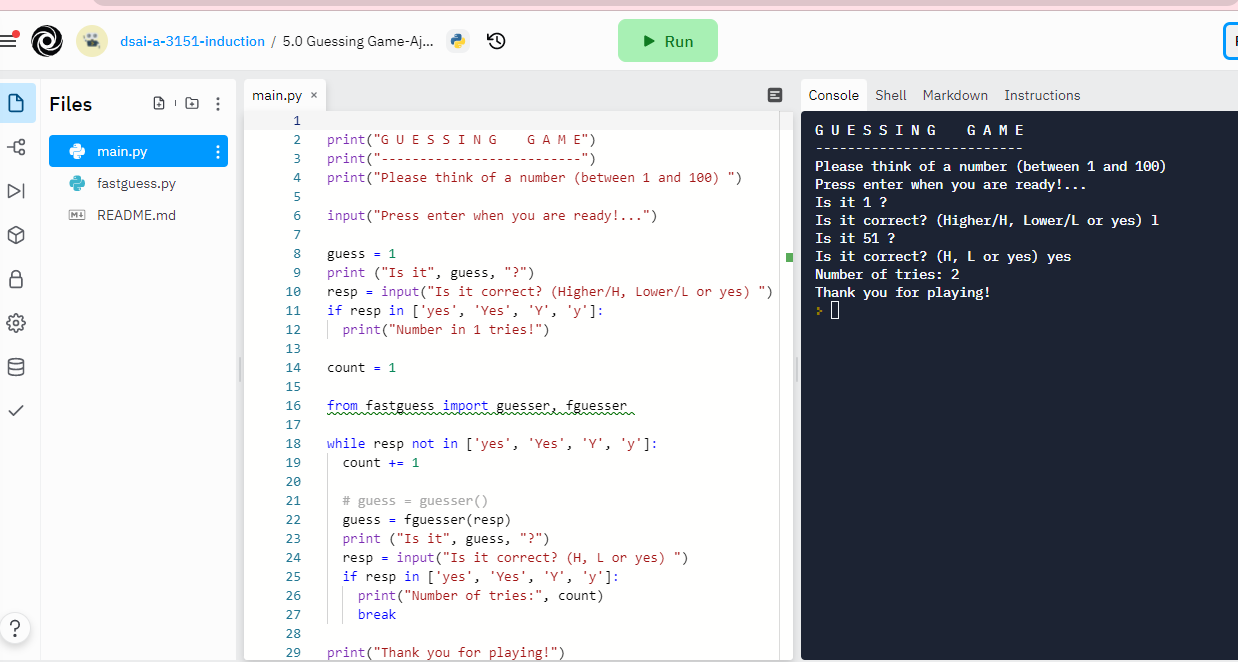 dsai-a-3151-induction / 5.0 Guessing Game-Aj...
Run
Files
main.py
fastguess.py
README.md
main.py ×
1
2 print("G U E S S I N G    G A M E")
3 print("--------------------------")
4 print("Please think of a number (between 1 and 100) ")
5
6 input("Press enter when you are ready!...")
7
8 guess = 1
9 print ("Is it", guess, "?")
10 resp = input("Is it correct? (Higher/H, Lower/L or yes) ")
11 if resp in ['yes', 'Yes', 'Y', 'y']:
12   print("Number in 1 tries!")
13
14 count = 1
15
16 from fastguess import guesser, fguesser
17
18 while resp not in ['yes', 'Yes', 'Y', 'y']:
19   count += 1
20
21   # guess = guesser()
22   guess = fguesser(resp)
23   print ("Is it", guess, "?")
24   resp = input("Is it correct? (H, L or yes) ")
25   if resp in ['yes', 'Yes', 'Y', 'y']:
26     print("Number of tries:", count)
27     break
28
29 print("Thank you for playing!")
Console Shell Markdown Instructions
G U E S S I N G    G A M E
--------------------------
Please think of a number (between 1 and 100)
Press enter when you are ready!...
Is it 1 ?
Is it correct? (Higher/H, Lower/L or yes) l
Is it 51 ?
Is it correct? (H, L or yes) yes
Number of tries: 2
Thank you for playing!
?